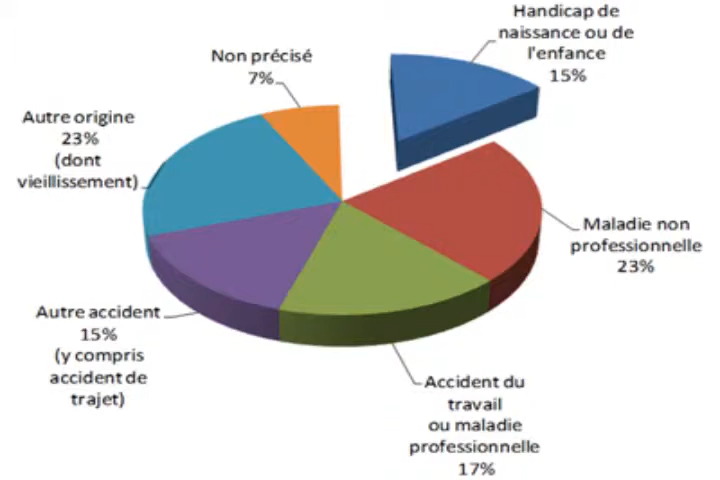 Handicap de
naissance ou de
l'enfance
15%
Non précisé
7%
Autre origine
23%
(dont
vieillissement)
Maladie non
professionnelle
23%
Autre accident
15%
(y compris
accident de
trajet)
Accident du
travail
ou maladie
professionnelle
17%